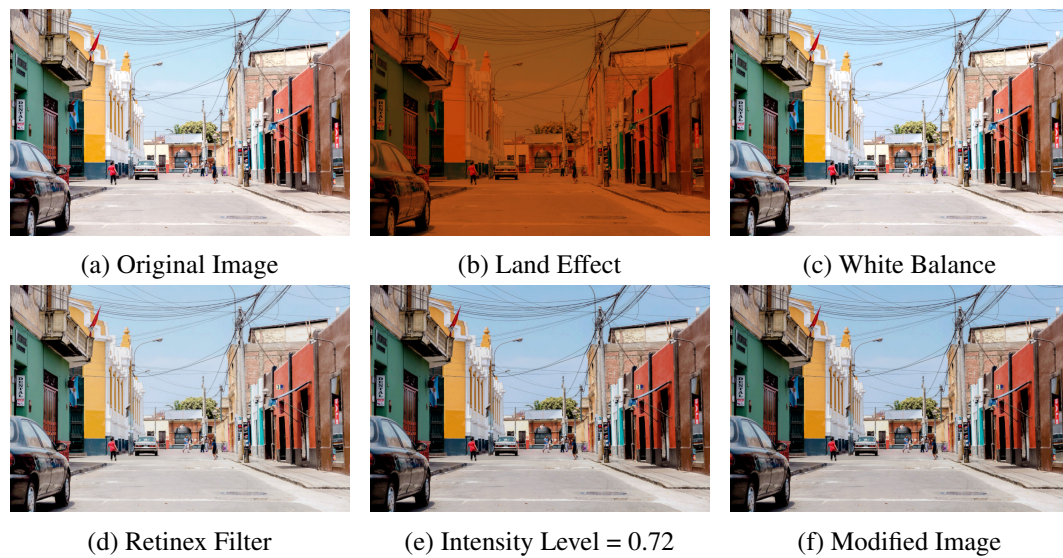 (a) Original Image
(b) Land Effect
(c) White Balance
(d) Retinex Filter
(e) Intensity Level = 0.72
(f) Modified Image